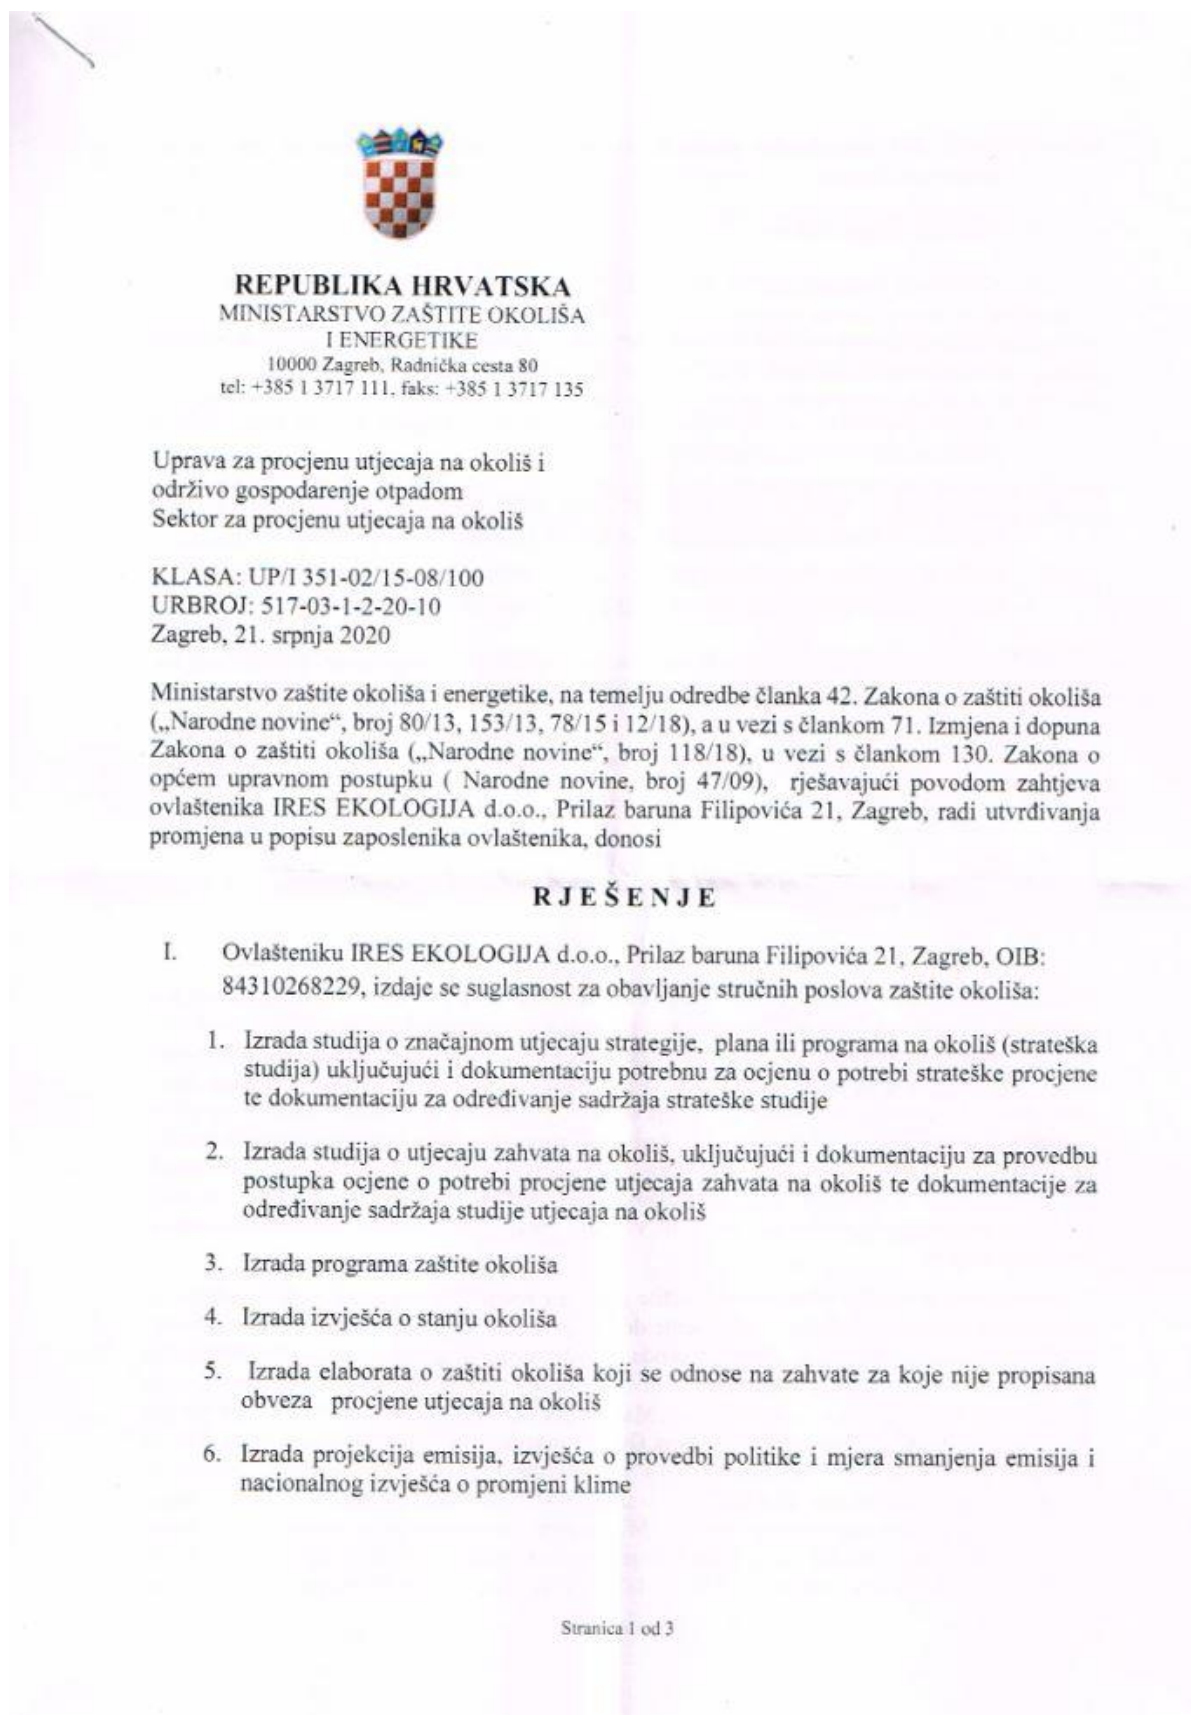 REPUBLIKA HRVATSKA
MINISTARSTVO ZAŠTITE OKOLIŠA
I ENERGETIKE
10000 Zagreb, Radnička cesta 80
tel: +385 1 3717 111, faks: +385 1 3717 135
Uprava za procjenu utjecaja na okoliš i
održivo gospodarenje otpadom
Sektor za procjenu utjecaja na okoliš
KLASA: UP/I 351-02/15-08/100
URBROJ: 517-03-1-2-20-10
Zagreb, 21. srpnja 2020
Ministarstvo zaštite okoliša i energetike, na temelju odredbe članka 42. Zakona o zaštiti okoliša
(„Narodne novine“, broj 80/13, 153/13, 78/15 i 12/18), a u vezi s člankom 71. Izmjena i dopuna
Zakona o zaštiti okoliša („Narodne novine“, broj 118/18), u vezi s člankom 130. Zakona o
općem upravnom postupku ( Narodne novine, broj 47/09), rješavajući povodom zahtjeva
ovlaštenika IRES EKOLOGIJA d.o.o., Prilaz baruna Filipovića 21, Zagreb, radi utvrđivanja
promjena u popisu zaposlenika ovlaštenika, donosi
R J E Š E N J E
I. Ovlašteniku IRES EKOLOGIJA d.o.o., Prilaz baruna Filipovića 21, Zagreb, OIB:
84310268229, izdaje se suglasnost za obavljanje stručnih poslova zaštite okoliša:
1. Izrada studija o značajnom utjecaju strategije, plana ili programa na okoliš (strateška
studija) uključujući i dokumentaciju potrebnu za ocjenu o potrebi strateške procjene
te dokumentaciju za određivanje sadržaja strateške studije
2. Izrada studija o utjecaju zahvata na okoliš, uključujući i dokumentaciju za provedbu
postupka ocjene o potrebi procjene utjecaja zahvata na okoliš te dokumentacije za
određivanje sadržaja studije utjecaja na okoliš
3. Izrada programa zaštite okoliša
4. Izrada izvješća o stanju okoliša
5. Izrada elaborata o zaštiti okoliša koji se odnose na zahvate za koje nije propisana
obveza procjene utjecaja na okoliš
6. Izrada projekcija emisija, izvješća o provedbi politike i mjera smanjenja emisija i
nacionalnog izvješća o promjeni klime
Stranica 1 od 3